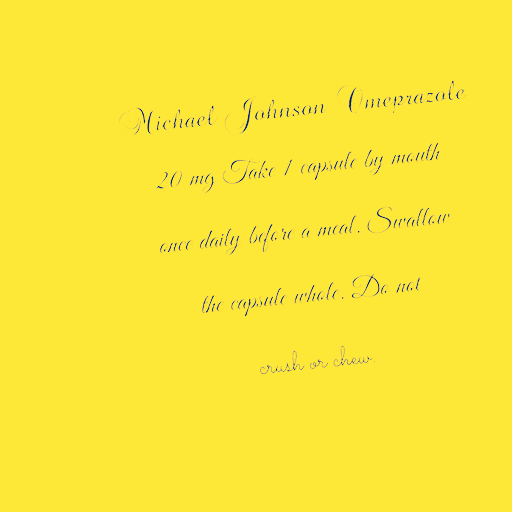 Michael Johnson Omeprazole
20 mg Take 1 capsule by mouth
once daily before a meal. Swallow
the capsule whole. Do not
crush or chew.